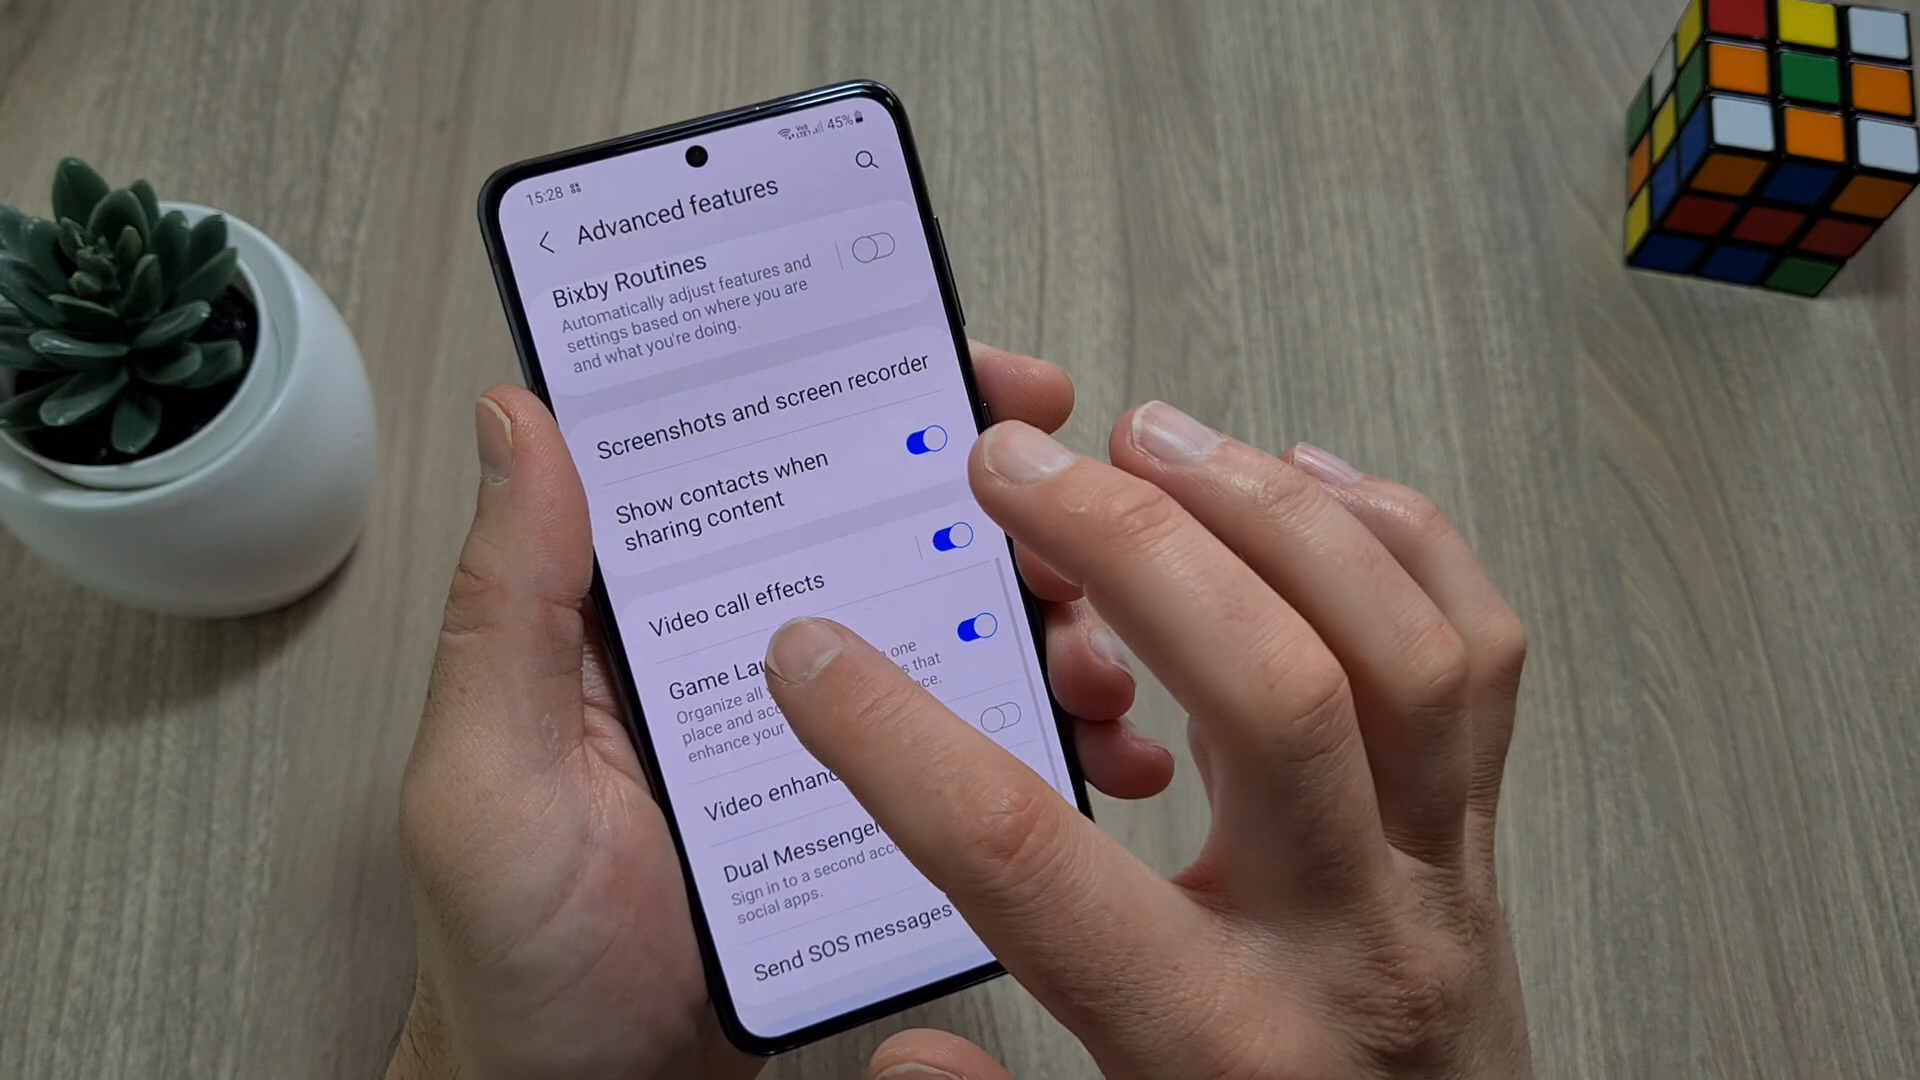 15:28
45%
Advanced features
Bixby Routines
Automatically adjust features and
settings based on where you are
and what you're doing.
Screenshots and screen recorder
Show contacts when
sharing content
Video call effects
Game Lau
one
Organize all
s that
place and acc
ce.
enhance your
Video enhanc
Dual Messenger
Sign in to a second acc
social apps.
Send SOS messages